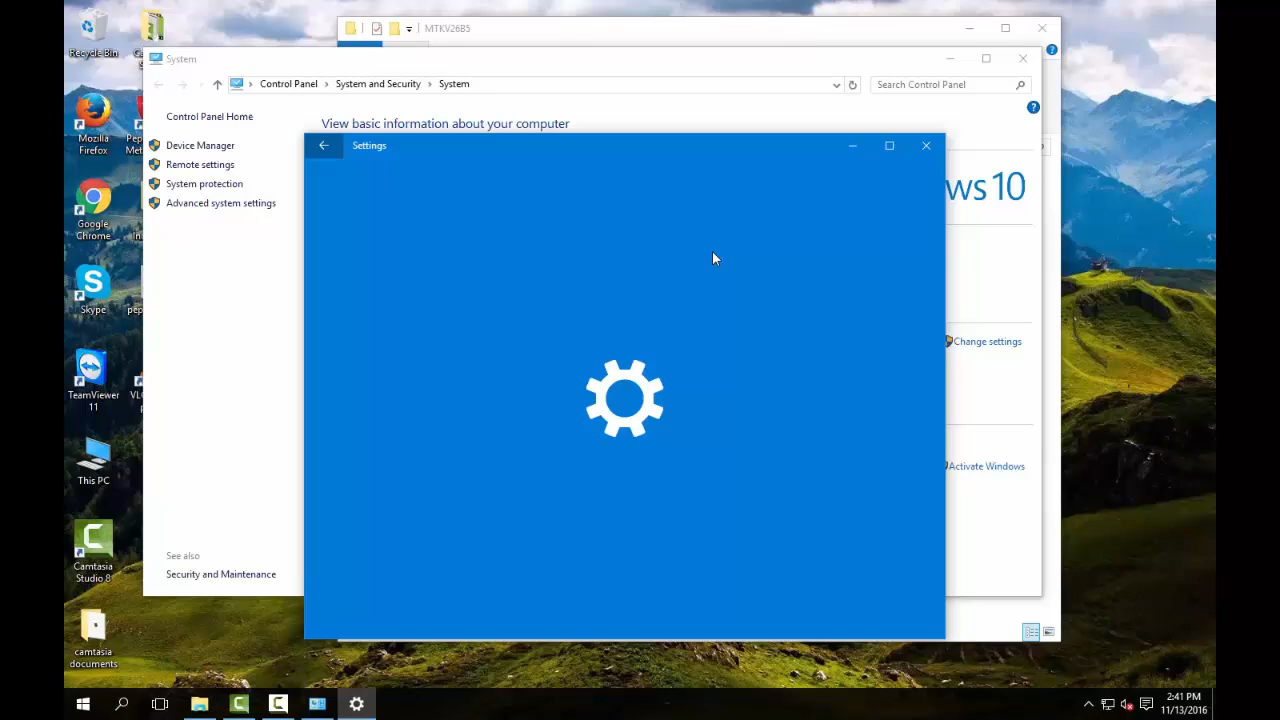 MTKV26B5
Recycle Bin
System
Control Panel
System and Security
System
Search Control Panel
Control Panel Home
View basic information about your computer
Device Manager
Remote settings
System protection
Advanced system settings
Settings
ws 10
Mozilla
Firefox
Google
Chrome
Skype
TeamViewer
11
This PC
Camtasia
Studio 8
camtasia
documents
Change settings
Activate Windows
See also
Security and Maintenance
2:41 PM
11/13/2016